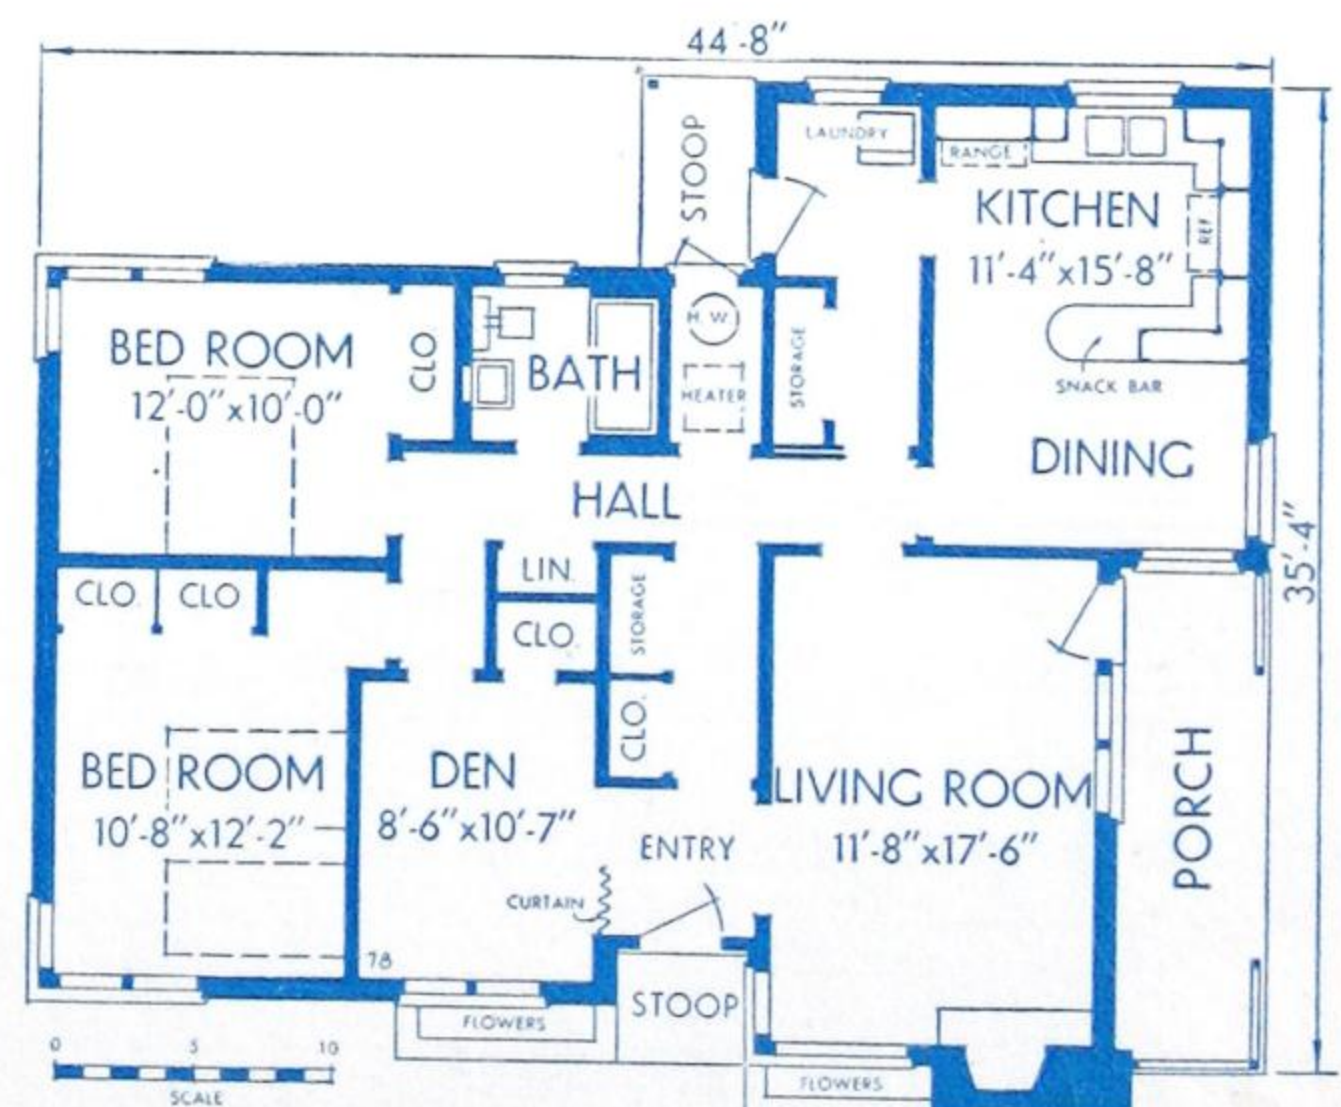 44'-8"
STOOP
LAUNDRY
RANGE
KITCHEN
11'-4"x15'-8"
REF.
SNACK BAR
DINING
BED ROOM
12'-0"x10'-0"
CLO.
BATH
H.W.
HEATER
STORAGE
HALL
35'-4"
CLO.
CLO
LIN.
CLO.
STORAGE
CLO.
BED ROOM
10'-8"x12'-2"
DEN
8'-6"x10'-7"
ENTRY
CURTAIN
LIVING ROOM
11'-8"x17'-6"
PORCH
78
STOOP
FLOWERS
FLOWERS
0 5 10
SCALE